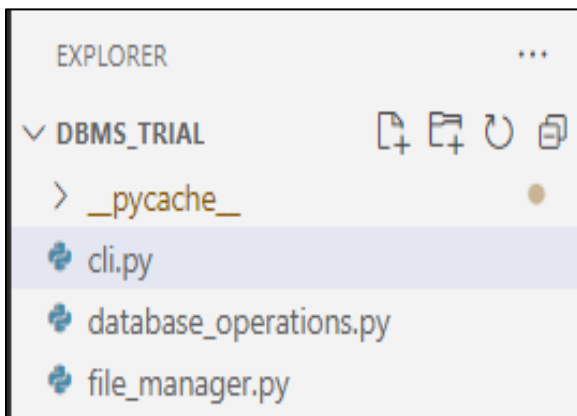 EXPLORER ...
DBMS_TRIAL
__pycache__
cli.py
database_operations.py
file_manager.py